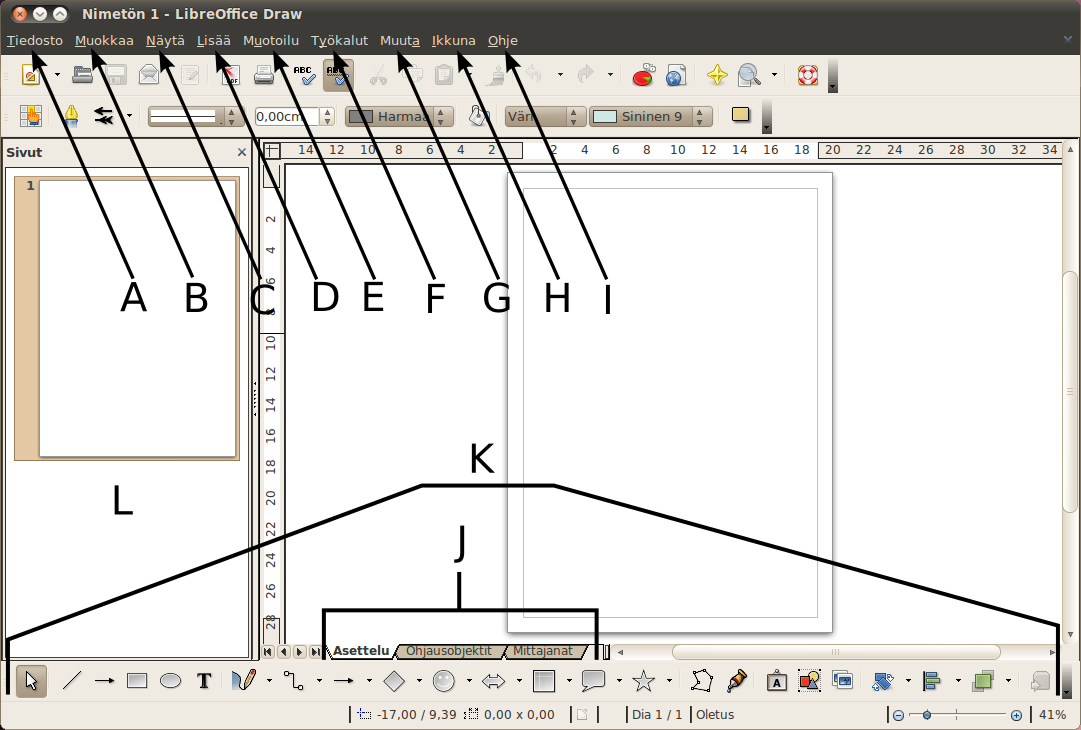 Nimetön 1 - LibreOffice Draw
Tiedosto Muokkaa Näytä Lisää Muotoilu Työkalut Muuta Ikkuna Ohje
PDF ABC ABC
0,00cm Harmaa Väri Sininen 9
Sivut
14 12 10 8 6 4 2 2 4 6 8 10 12 14 16 18 20 22 24 26 28 30 32 34
1
2
4
6
A B C D E F G H I
8
10
12
14
16
K
18
L
20
22
J
24
26
28
Asettelu Ohjausobjektit Mittajanat
T A
-17,00 / 9,39 0,00 x 0,00 Dia 1 / 1 Oletus 41%